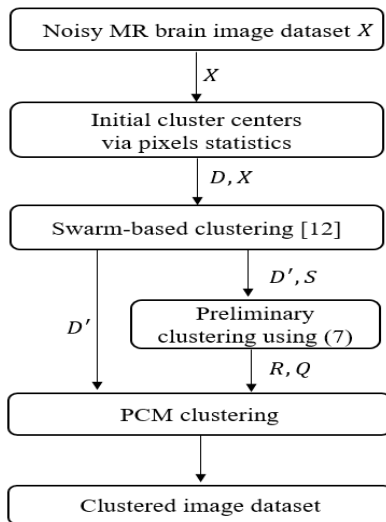 Noisy MR brain image dataset X
X
Initial cluster centers
via pixels statistics
D, X
Swarm-based clustering [12]
D′, S
D′
Preliminary
clustering using (7)
R, Q
PCM clustering
Clustered image dataset